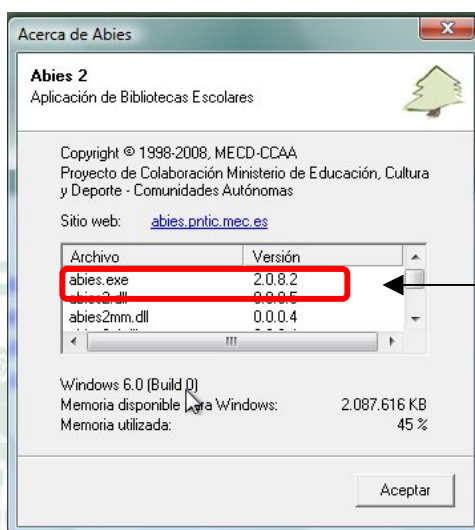 Acerca de Abies
Abies 2
Aplicación de Bibliotecas Escolares
Copyright © 1998-2008, MECD-CCAA
Proyecto de Colaboración Ministerio de Educación, Cultura
y Deporte - Comunidades Autónomas
Sitio web: abies.pntic.mec.es
Archivo Versión
abies.exe 2.0.8.2
abies2.dll
abies2mm.dll 0.0.0.4
Windows 6.0 (Build 0)
Memoria disponible para Windows: 2.087.616 KB
Memoria utilizada: 45 %
Aceptar